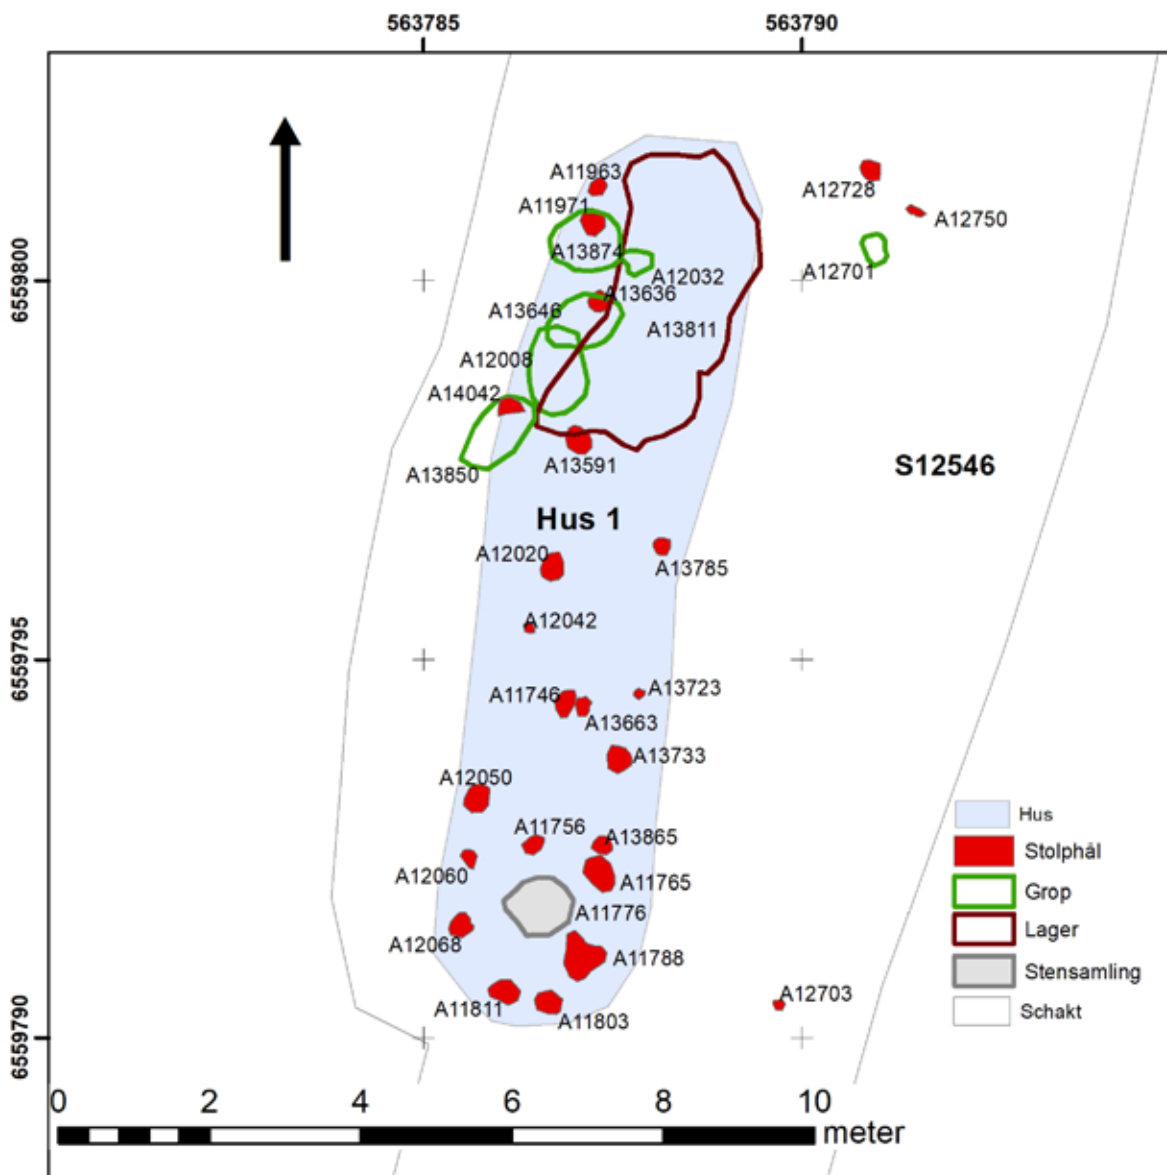 563785
563790
A11963
A12728
A11971
A12750
A13874
A12701
A12032
6559800
A13646
A13636
A13811
A12008
A14042
A13591
A13850
S12546
Hus 1
A12020
A13785
A12042
6559795
A11746
A13723
A13663
A13733
A12050
A11756
A13865
A12060
A11765
A11776
A12068
A11788
A11811
A11803
A12703
6559790
Hus
Stolphål
Grop
Lager
Stensamling
Schakt
0 2 4 6 8 10
meter